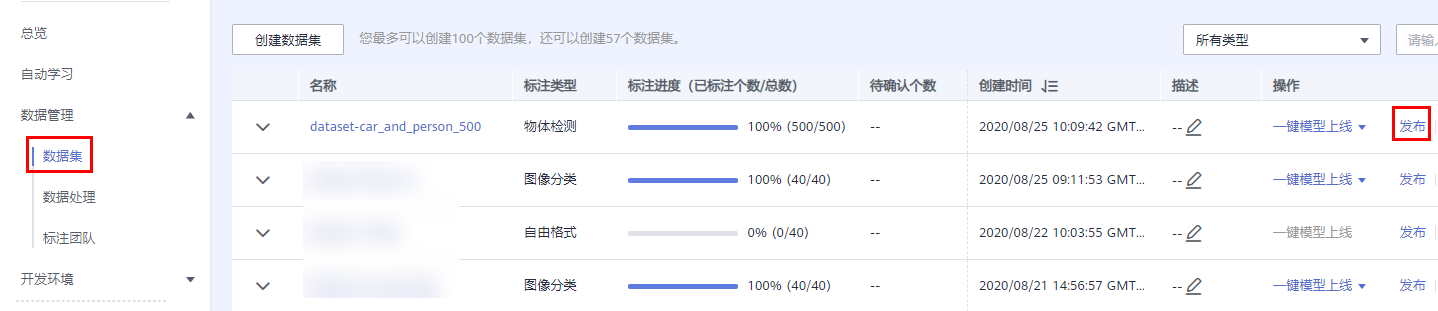 总览
自动学习
数据管理
数据集
数据处理
标注团队
开发环境
创建数据集 您最多可以创建100个数据集，还可以创建57个数据集。 所有类型 请输
名称 标注类型 标注进度（已标注个数/总数） 待确认个数 创建时间 描述 操作
dataset-car_and_person_500 物体检测 100% (500/500) -- 2020/08/25 10:09:42 GMT... -- 一键模型上线 发布
图像分类 100% (40/40) -- 2020/08/25 09:11:53 GMT... -- 一键模型上线 发布
自由格式 0% (0/40) -- 2020/08/22 10:03:55 GMT... -- 一键模型上线 发布
图像分类 100% (40/40) -- 2020/08/21 14:56:57 GMT... -- 一键模型上线 发布